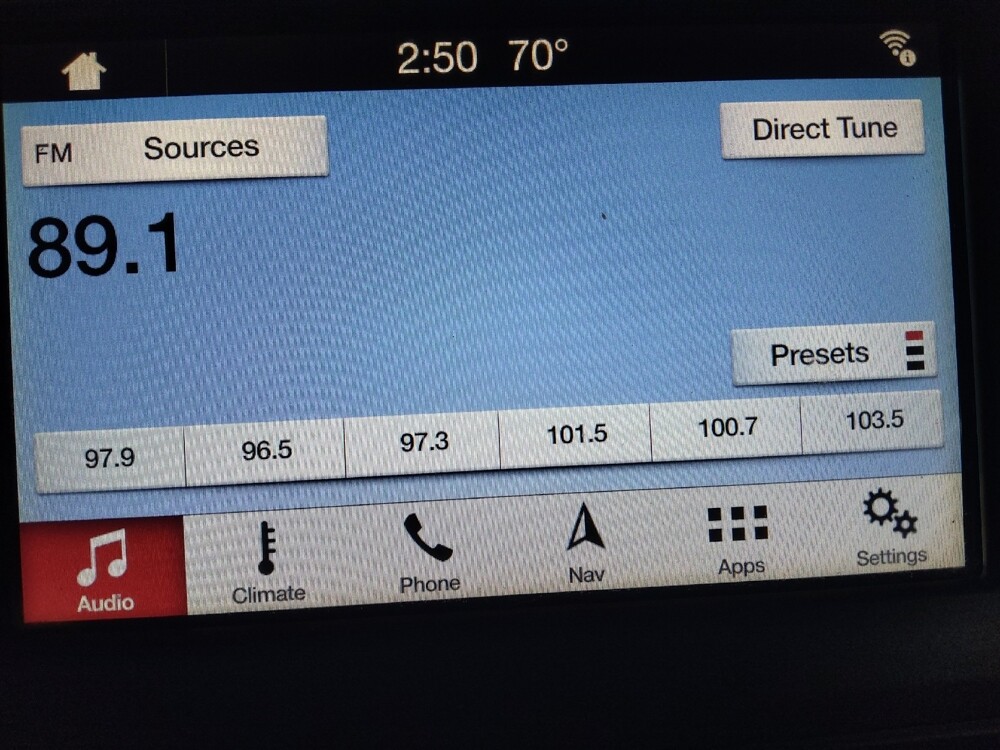 2:50 70°
FM Sources
Direct Tune
89.1
Presets
97.9 96.5 97.3 101.5 100.7 103.5
Audio Climate Phone Nav Apps Settings